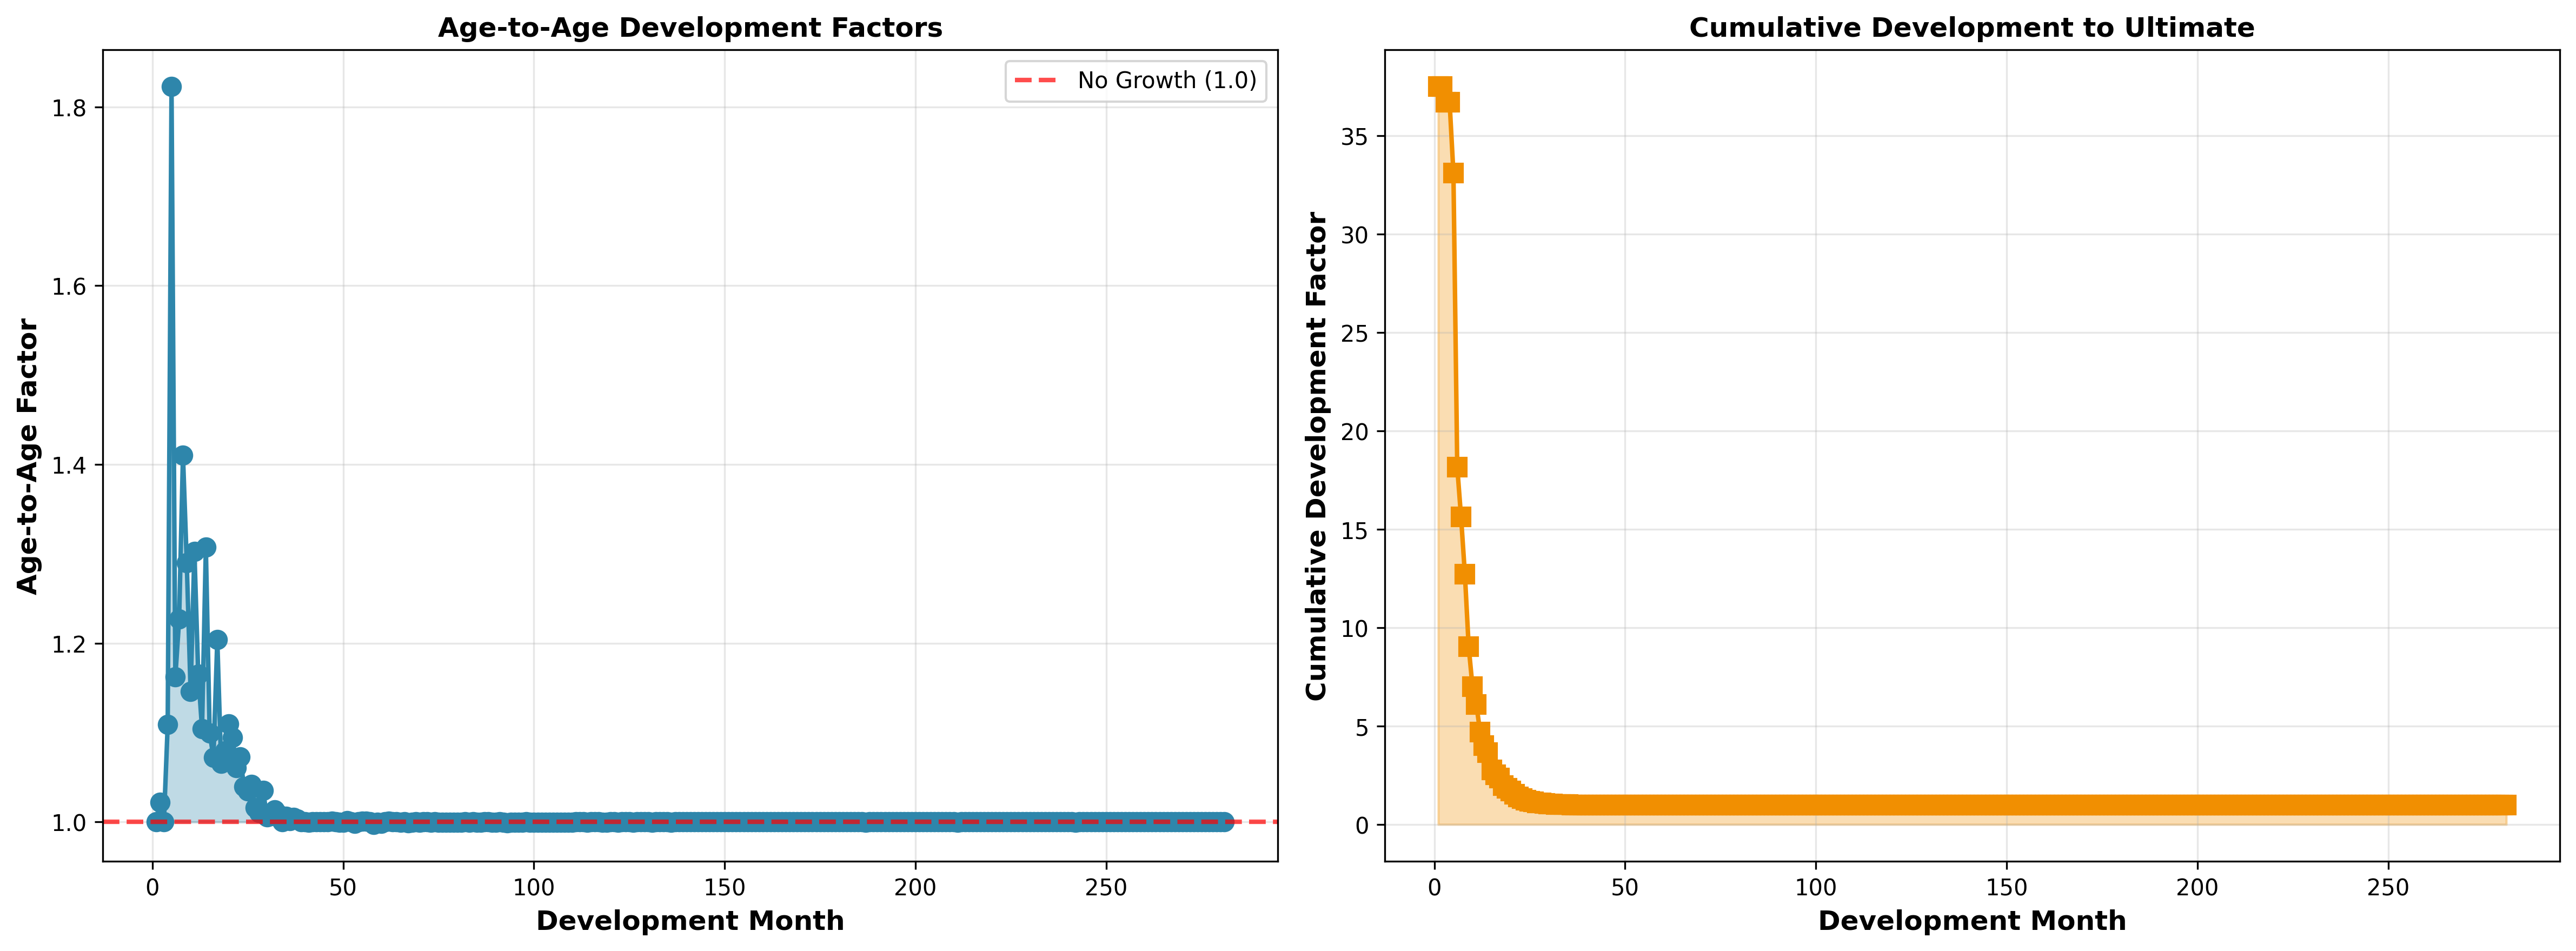 Age-to-Age Development Factors
No Growth (1.0)
Age-to-Age Factor
1.8
1.6
1.4
1.2
1.0
0 50 100 150 200 250
Development Month
Cumulative Development to Ultimate
Cumulative Development Factor
35
30
25
20
15
10
5
0
0 50 100 150 200 250
Development Month